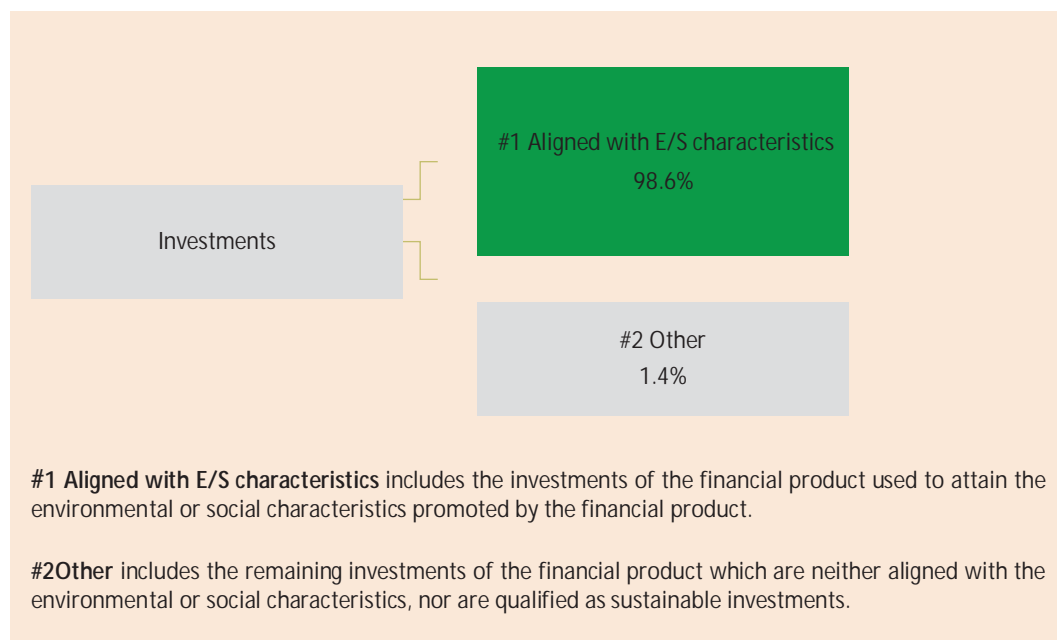 #1 Aligned with E/S characteristics
98.6%
Investments
#2 Other
1.4%
#1 Aligned with E/S characteristics includes the investments of the financial product used to attain the
environmental or social characteristics promoted by the financial product.
#2Other includes the remaining investments of the financial product which are neither aligned with the
environmental or social characteristics, nor are qualified as sustainable investments.